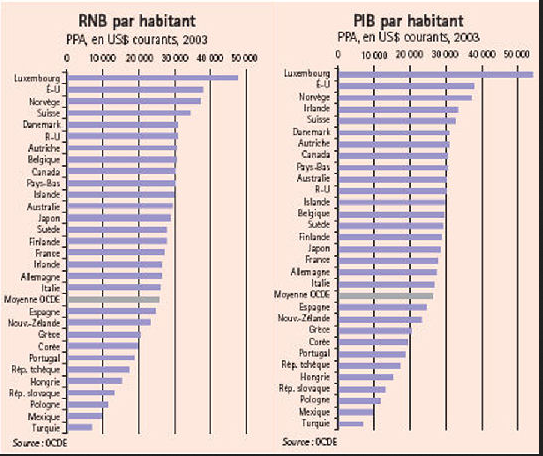 RNB par habitant
PPA, en US$ courants, 2003
0 10 000 20 000 30 000 40 000 50 000
Luxembourg
É-U
Norvège
Suisse
Danemark
R-U
Autriche
Belgique
Canada
Pays-Bas
Islande
Australie
Japon
Suède
Finlande
France
Irlande
Allemagne
Italie
Moyenne OCDE
Espagne
Nouv.-Zélande
Grèce
Corée
Portugal
Rép. tchèque
Hongrie
Rép. slovaque
Pologne
Mexique
Turquie
Source : OCDE
PIB par habitant
PPA, en US$ courants, 2003
0 10 000 20 000 30 000 40 000 50 000
Luxembourg
É-U
Norvège
Irlande
Suisse
Danemark
Autriche
Canada
Pays-Bas
Australie
R-U
Islande
Belgique
Suède
Finlande
Japon
France
Allemagne
Italie
Moyenne OCDE
Espagne
Nouv.-Zélande
Grèce
Corée
Portugal
Rép. tchèque
Hongrie
Rép. slovaque
Pologne
Mexique
Turquie
Source : OCDE